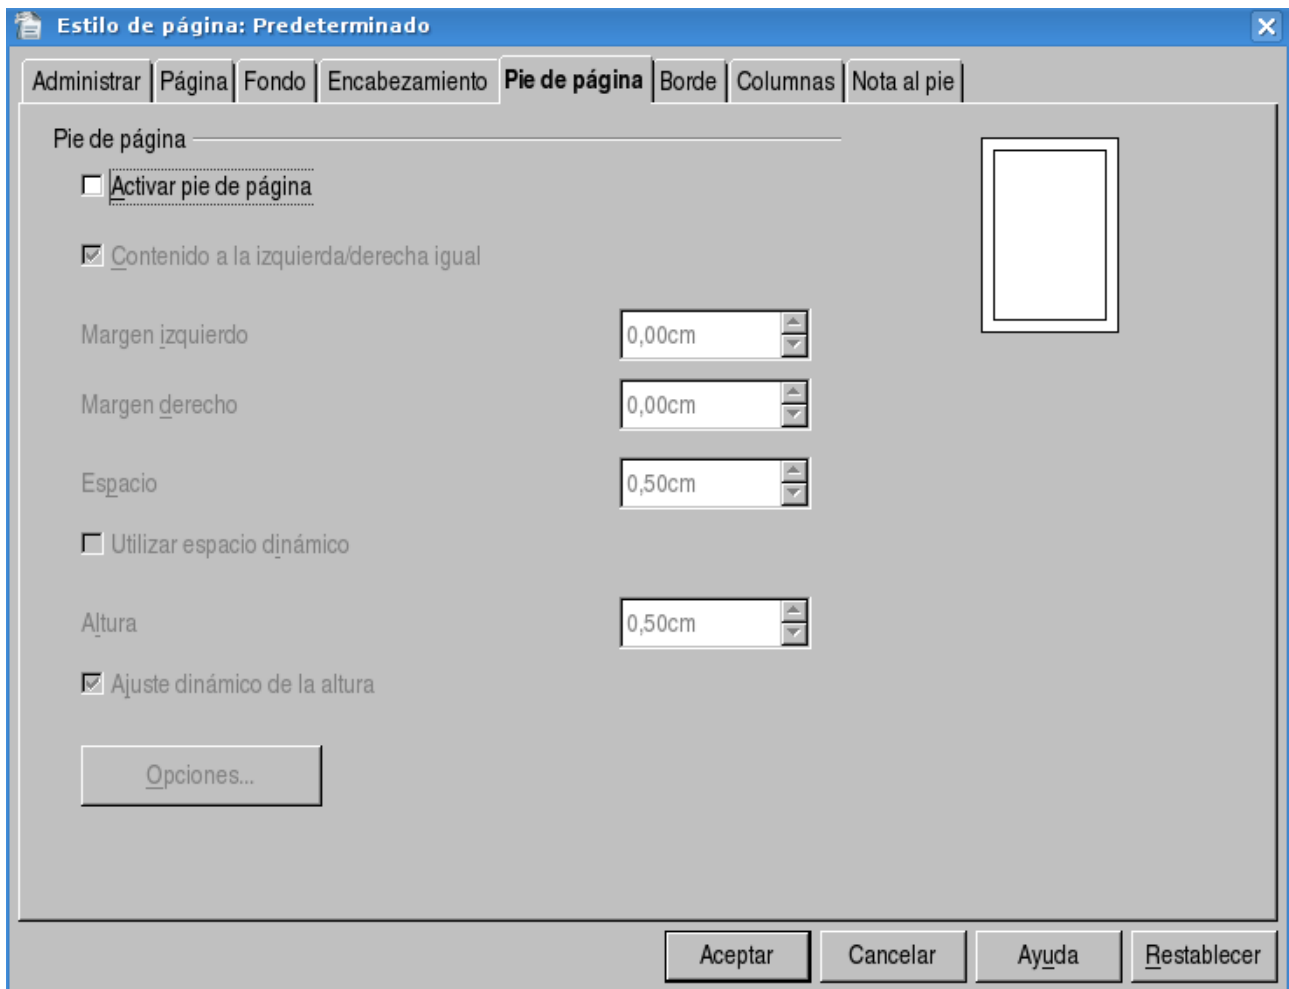 Estilo de página: Predeterminado
Administrar Página Fondo Encabezamiento Pie de página Borde Columnas Nota al pie
Pie de página
Activar pie de página
Contenido a la izquierda/derecha igual
Margen izquierdo 0,00cm
Margen derecho 0,00cm
Espacio 0,50cm
Utilizar espacio dinámico
Altura 0,50cm
Ajuste dinámico de la altura
Opciones...
Aceptar Cancelar Ayuda Restablecer